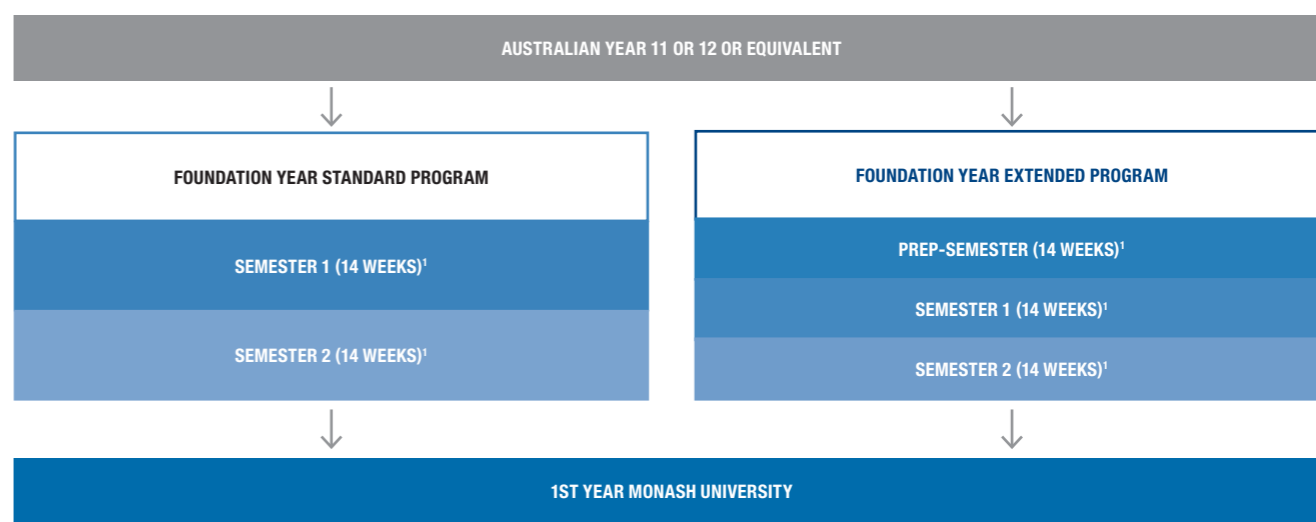 AUSTRALIAN YEAR 11 OR 12 OR EQUIVALENT
FOUNDATION YEAR STANDARD PROGRAM
SEMESTER 1 (14 WEEKS)¹
SEMESTER 2 (14 WEEKS)¹
FOUNDATION YEAR EXTENDED PROGRAM
PREP-SEMESTER (14 WEEKS)¹
SEMESTER 1 (14 WEEKS)¹
SEMESTER 2 (14 WEEKS)¹
1ST YEAR MONASH UNIVERSITY